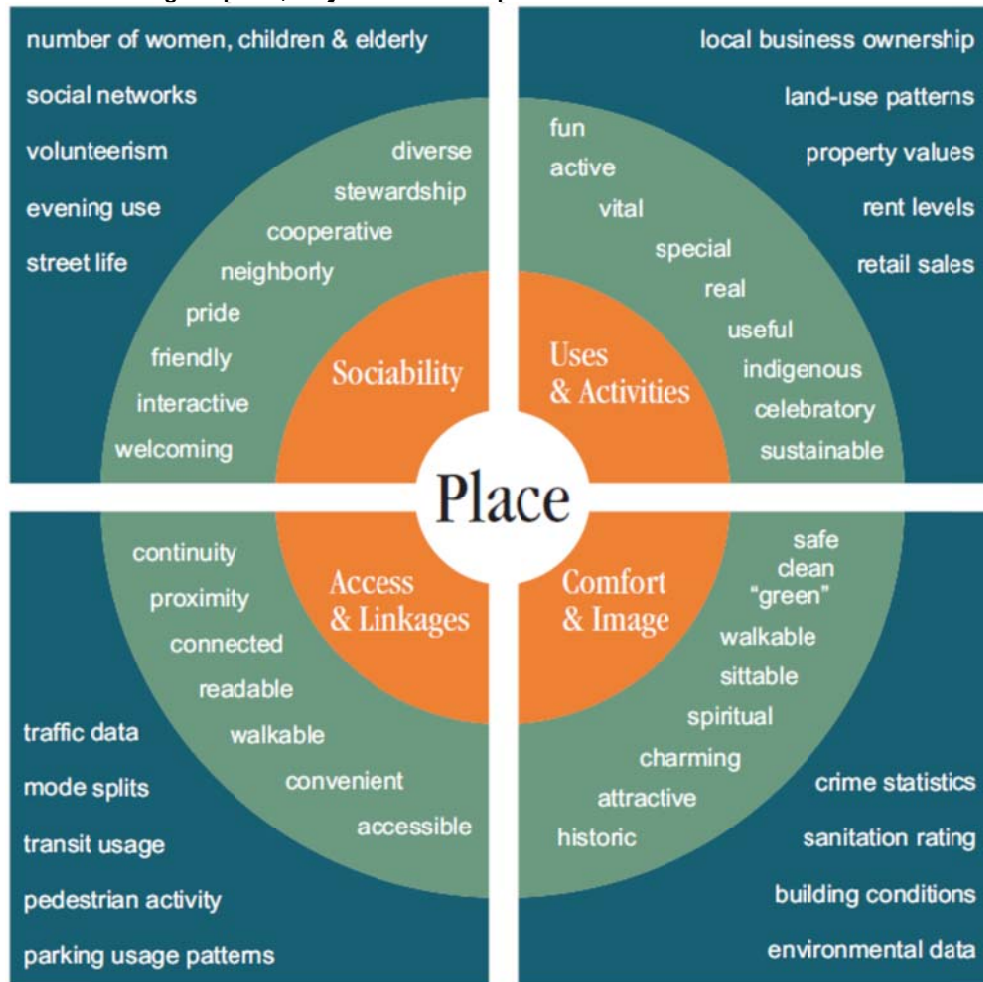 number of women, children & elderly
social networks
volunteerism
evening use
street life
diverse
stewardship
cooperative
neighborly
pride
friendly
interactive
welcoming
Sociability
local business ownership
land-use patterns
property values
rent levels
retail sales
fun
active
vital
special
real
useful
indigenous
celebratory
sustainable
Uses
& Activities
Place
continuity
proximity
connected
readable
walkable
convenient
accessible
Access
& Linkages
traffic data
mode splits
transit usage
pedestrian activity
parking usage patterns
Comfort
& Image
safe
clean
“green”
walkable
sittable
spiritual
charming
attractive
historic
crime statistics
sanitation rating
building conditions
environmental data